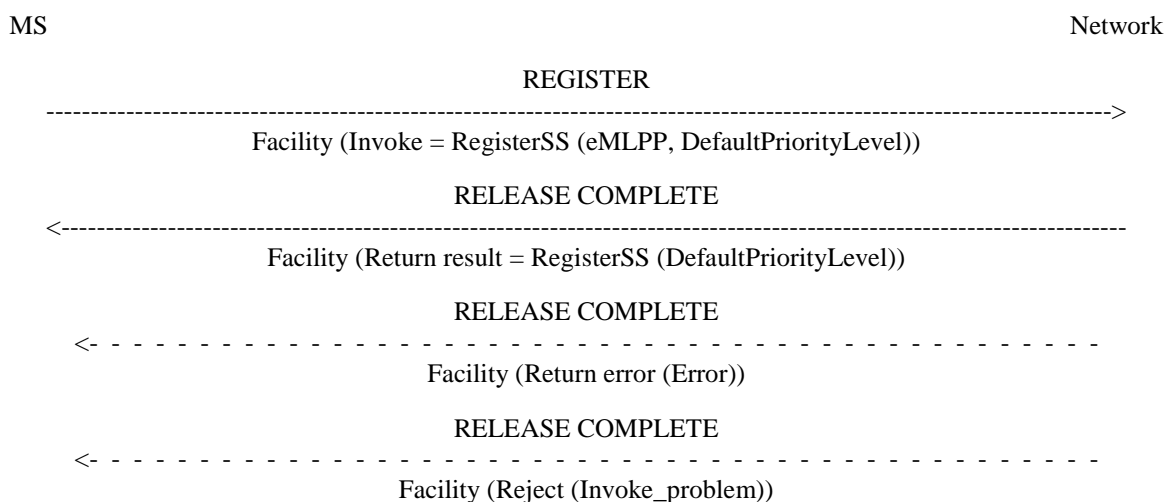 MS Network
REGISTER
Facility (Invoke = RegisterSS (eMLPP, DefaultPriorityLevel))
RELEASE COMPLETE
Facility (Return result = RegisterSS (DefaultPriorityLevel))
RELEASE COMPLETE
Facility (Return error (Error))
RELEASE COMPLETE
Facility (Reject (Invoke_problem))